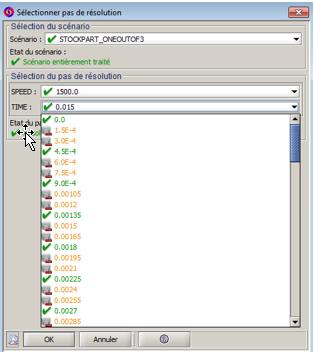 Sélectionner pas de résolution
Sélection du scénario
Scénario : STOCKPART_ONEOUTOF3
Etat du scénario :
Scénario entièrement traité
Sélection du pas de résolution
SPEED : 1500.0
TIME : 0.015
Etat du pa
0.0
1.5E-4
3.0E-4
4.5E-4
6.0E-4
7.5E-4
9.0E-4
0.00105
0.0012
0.00135
0.0015
0.00165
0.0018
0.00195
0.0021
0.00225
0.0024
0.00255
0.0027
0.00285
OK Annuler